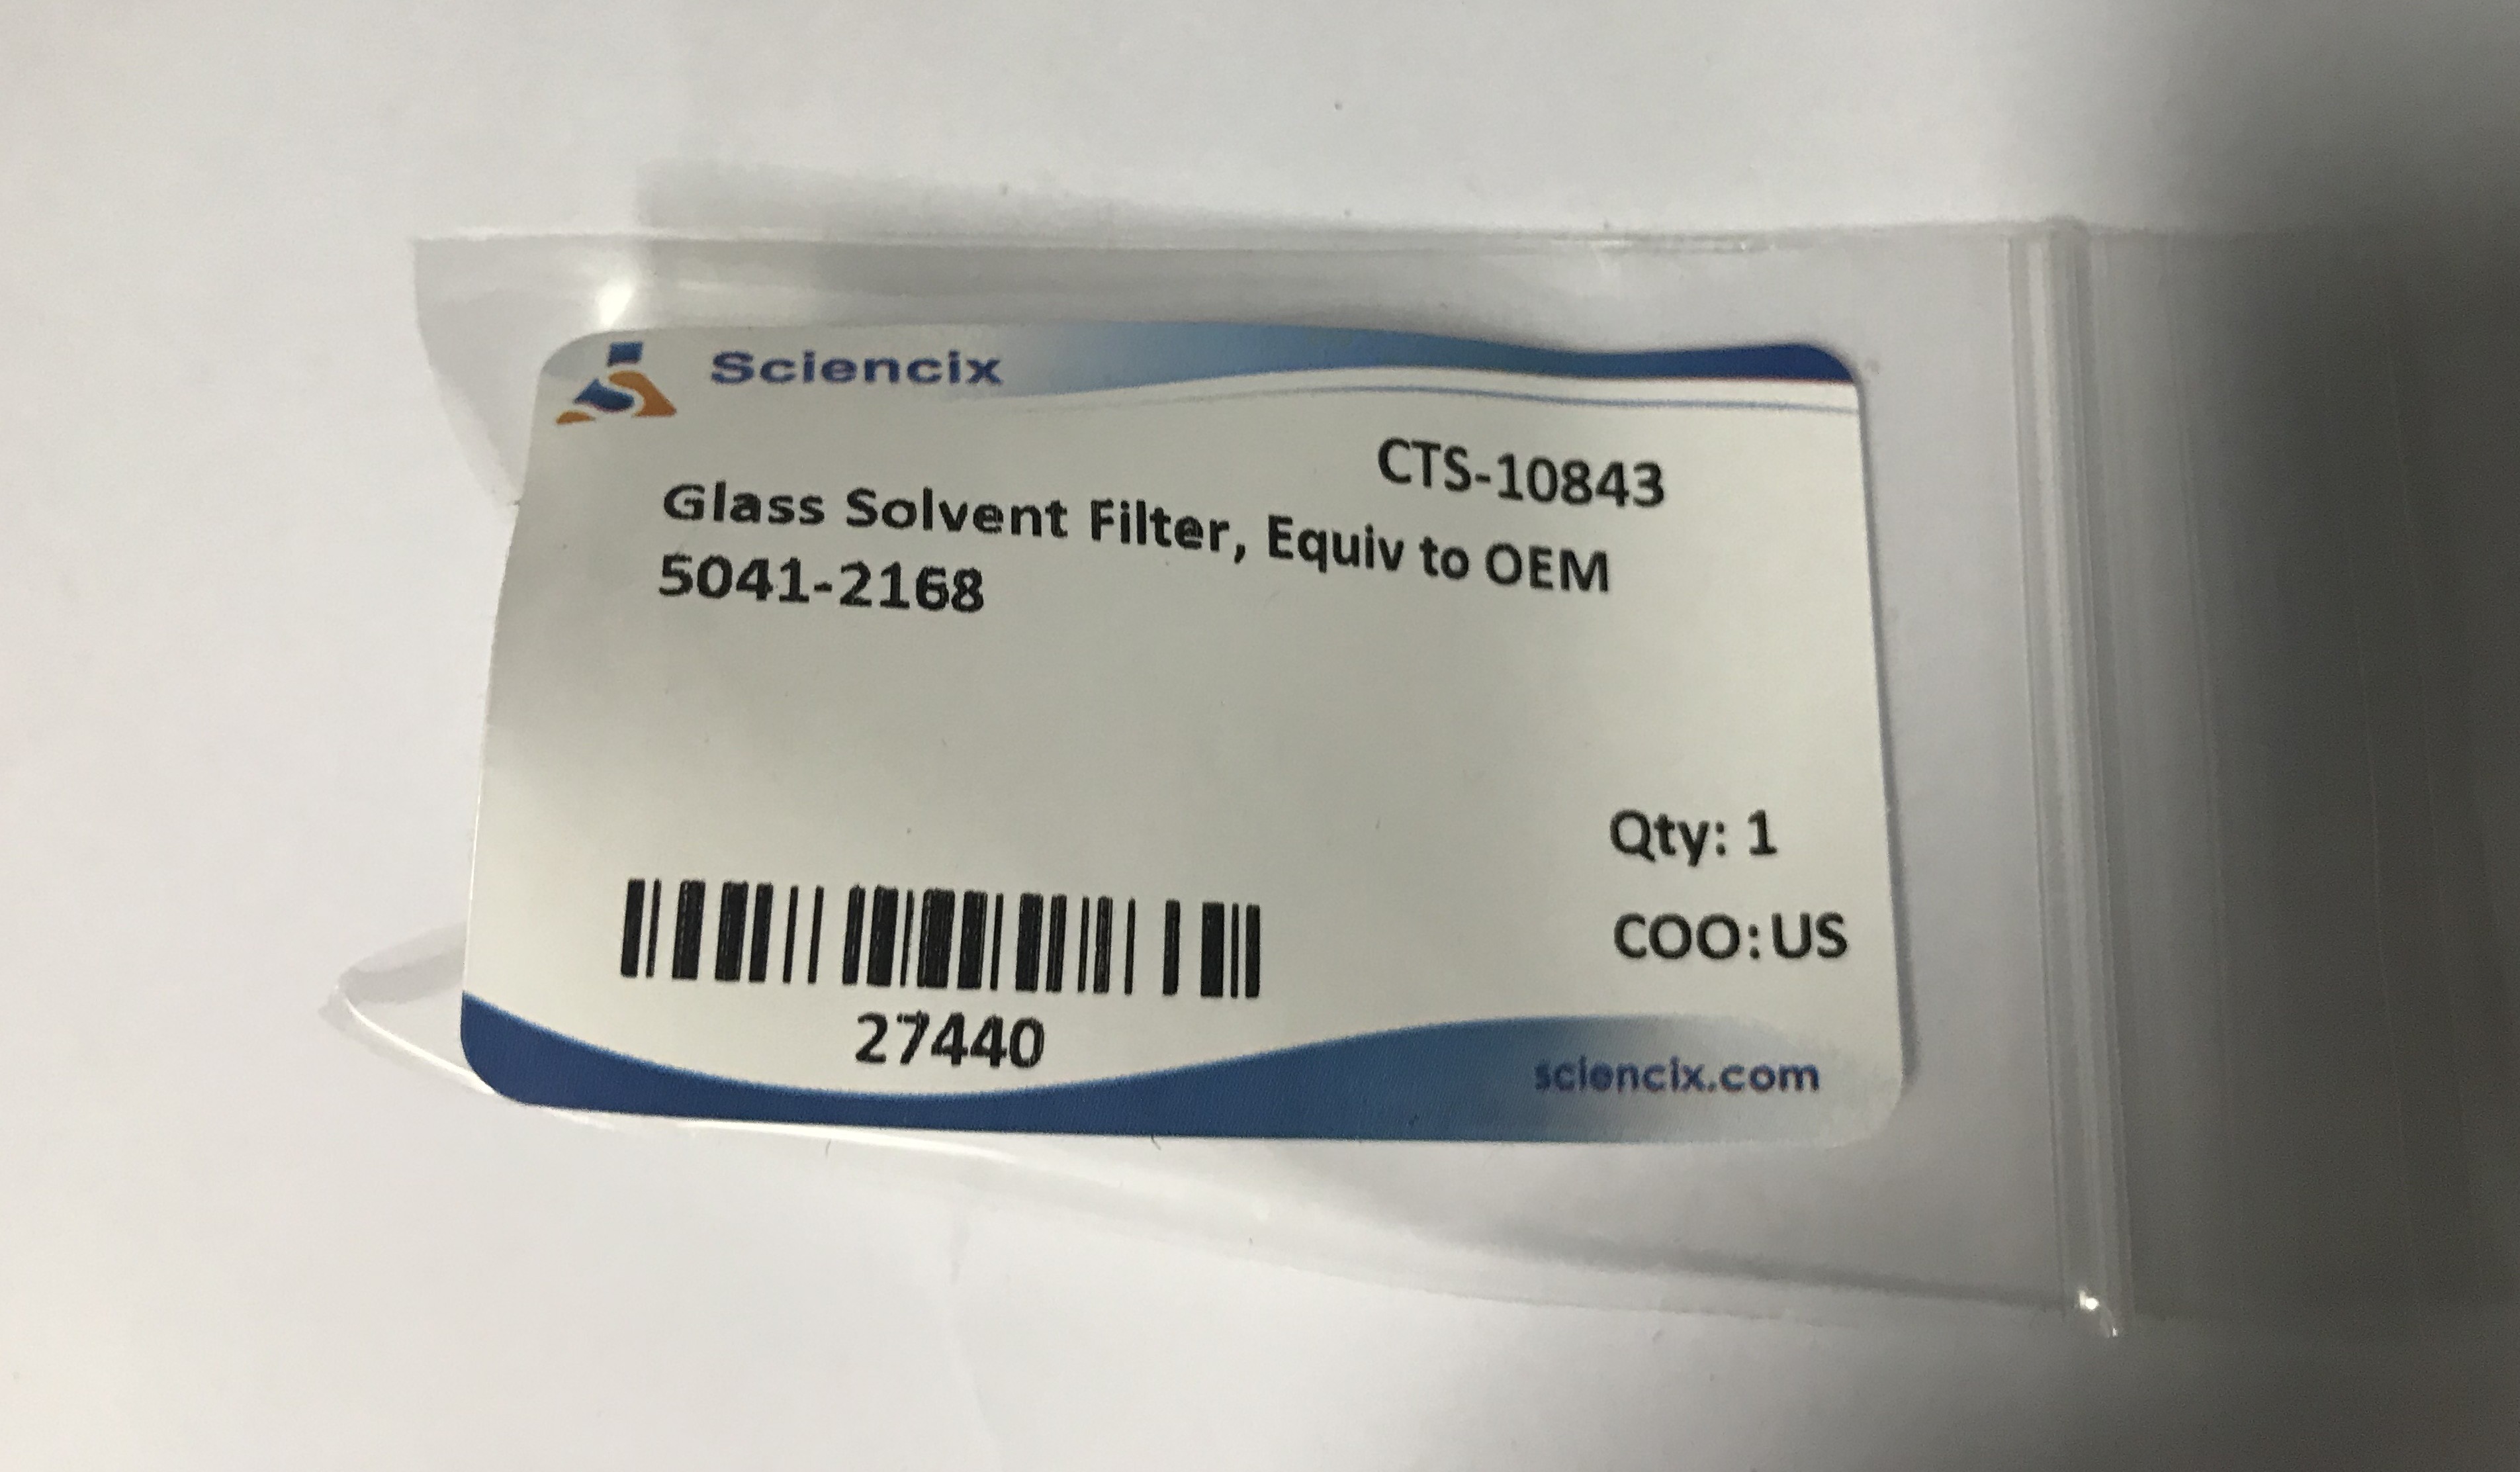 Sciencix
CTS-10843
Glass Solvent Filter, Equiv to OEM
5041-2168
Qty: 1
COO: US
27440
sciencix.com